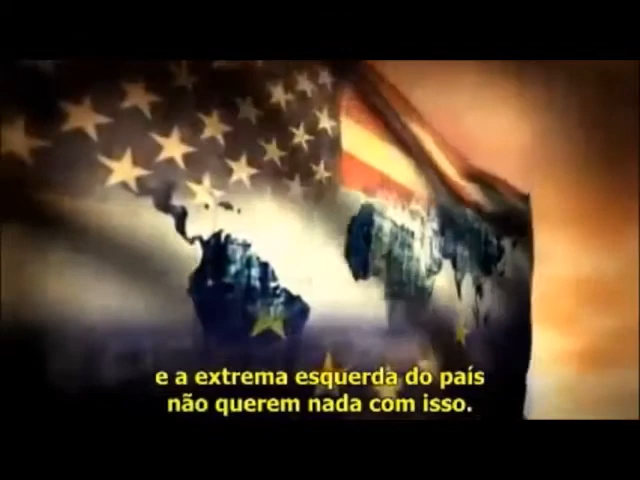 e a extrema esquerda do país
não querem nada com isso.